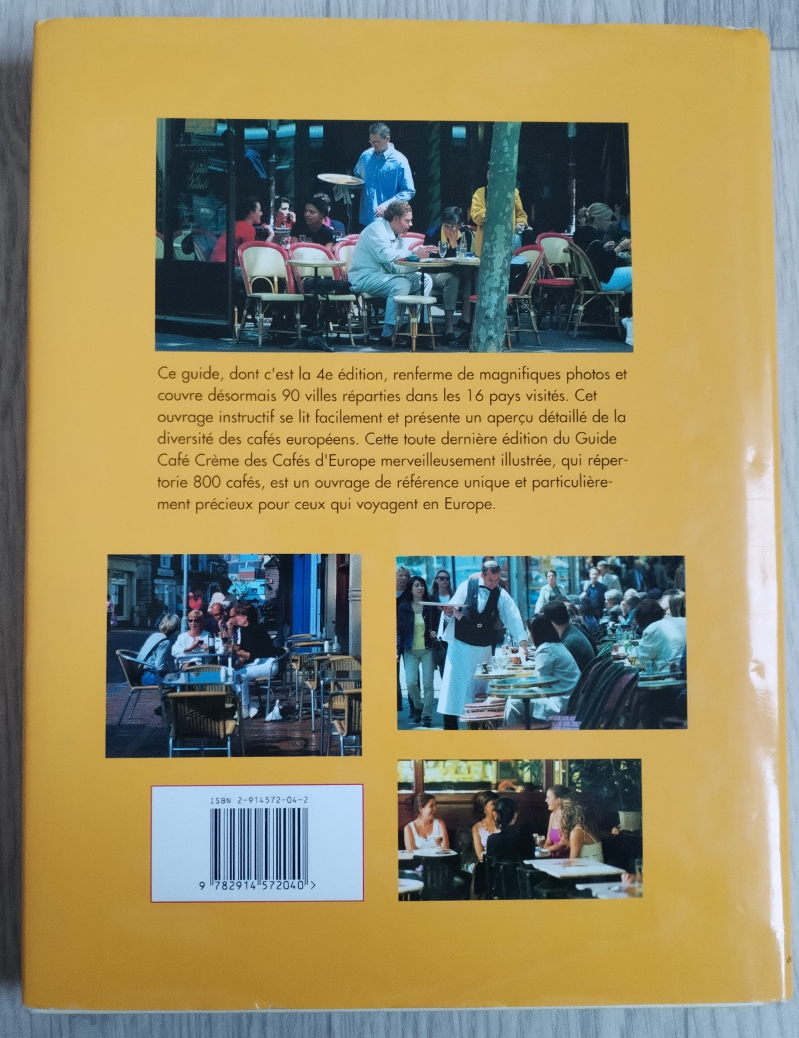 Ce guide, dont c'est la 4e édition, renferme de magnifiques photos et
couvre désormais 90 villes réparties dans les 16 pays visités. Cet
ouvrage instructif se lit facilement et présente un aperçu détaillé de la
diversité des cafés européens. Cette toute dernière édition du Guide
Café Crème des Cafés d'Europe merveilleusement illustrée, qui réper-
torie 800 cafés, est un ouvrage de référence unique et particulière-
ment précieux pour ceux qui voyagent en Europe.
ISBN 2-914572-04-2
9 782914 572040 >